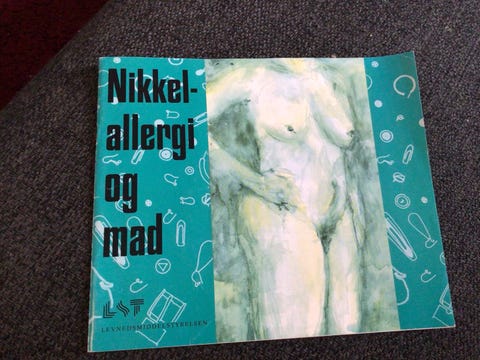 Nikkel-
allergi
og
mad
LST
LEVNEDSMIDDELSTYRELSEN